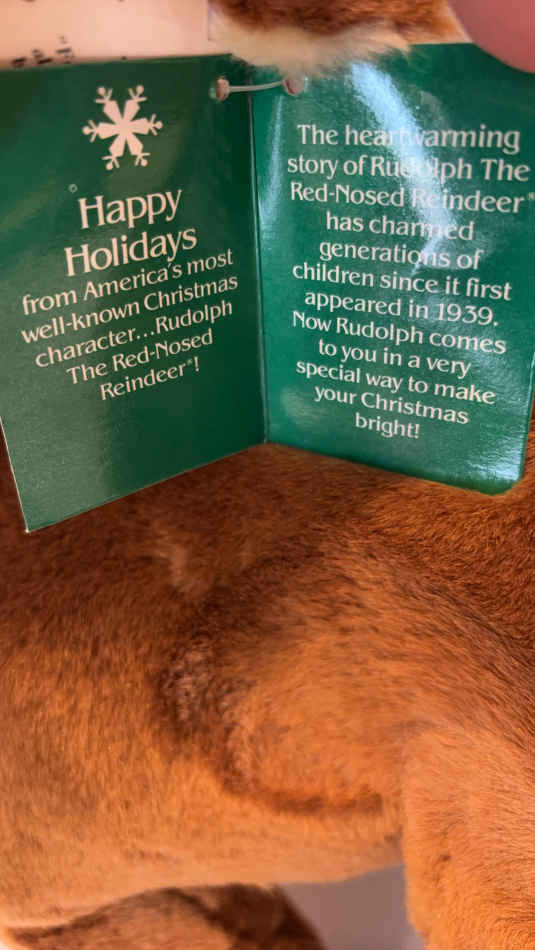 Happy
Holidays
from America's most
well-known Christmas
character...Rudolph
The Red-Nosed
Reindeer*!
The heartwarming
story of Rudolph The
Red-Nosed Reindeer*
has charmed
generations of
children since it first
appeared in 1939.
Now Rudolph comes
to you in a very
special way to make
your Christmas
bright!